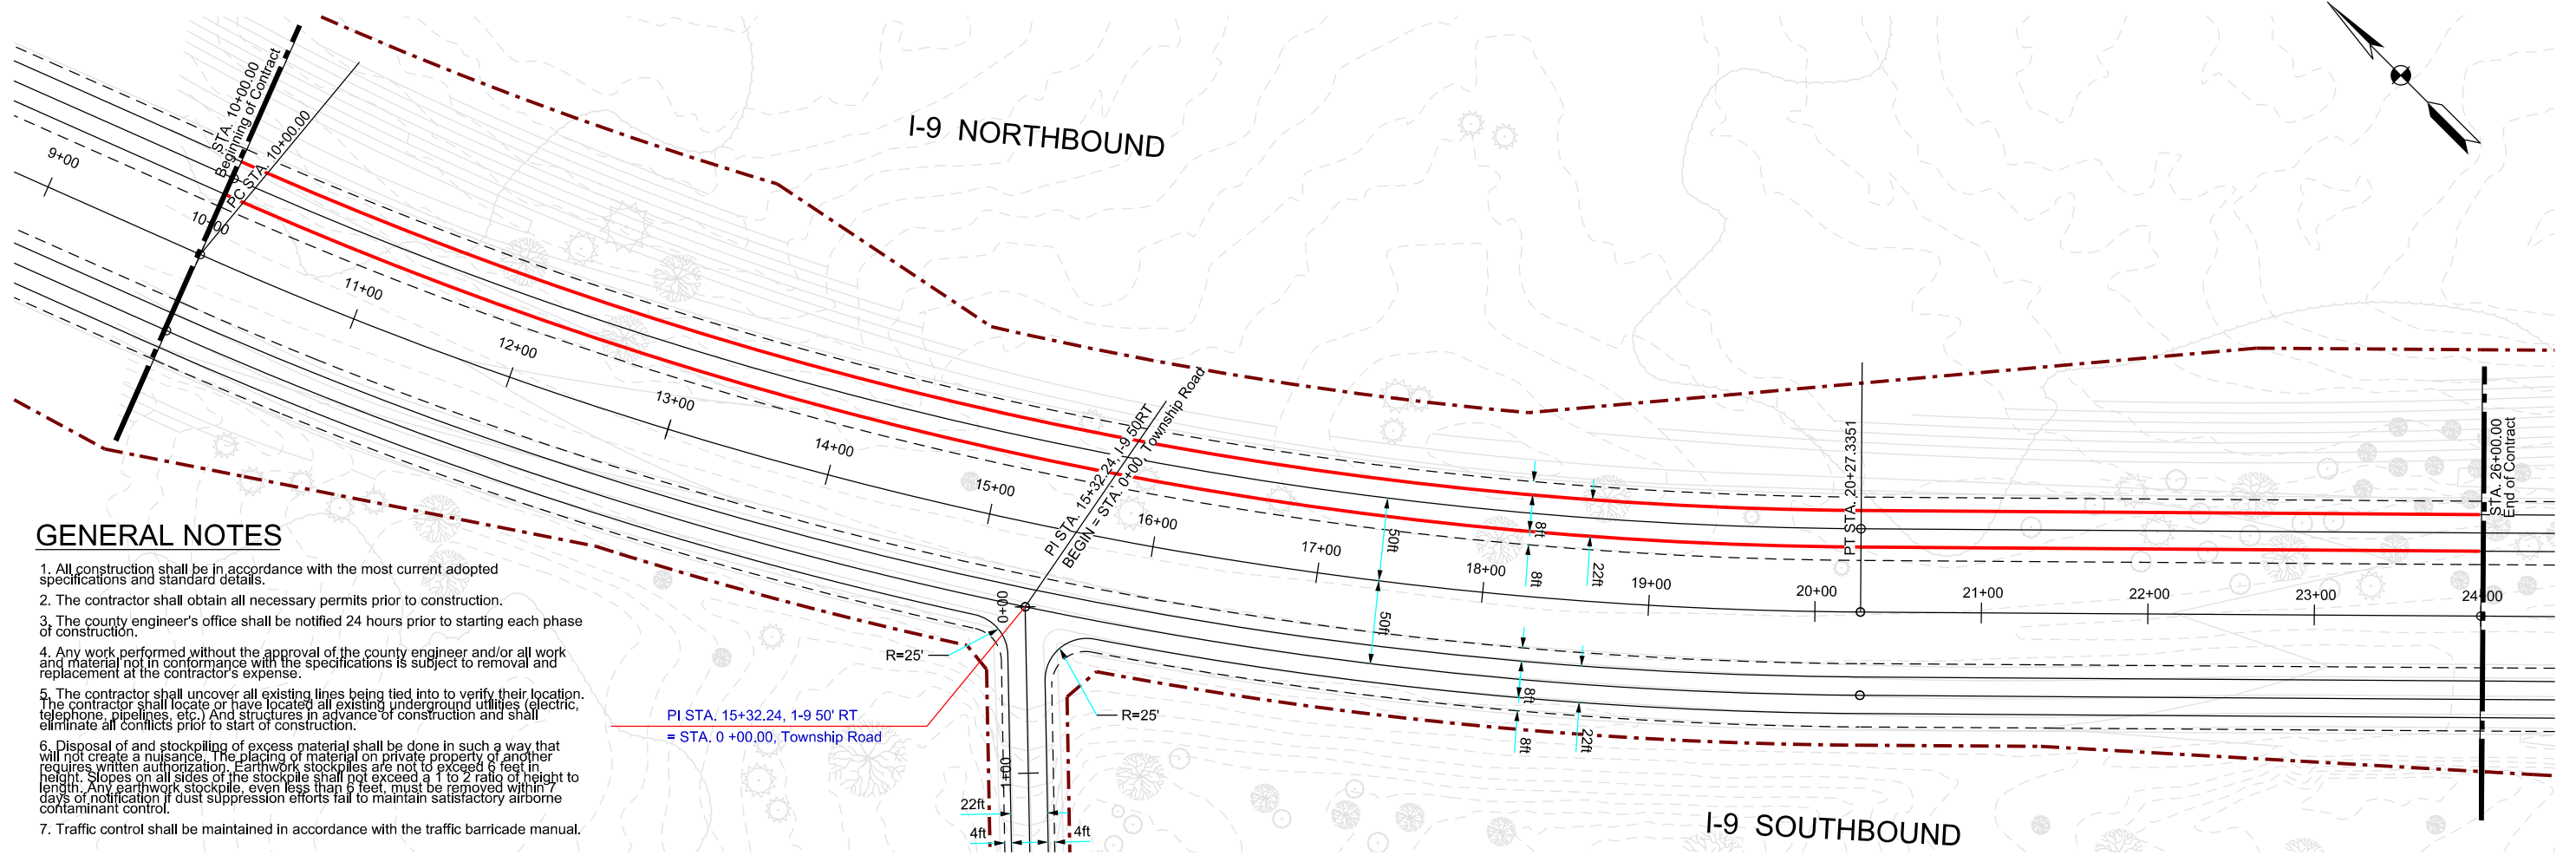 I-9 NORTHBOUND
STA. 10+00.00
Beginning of Contract
PC STA. 10+00.00
9+00
10+00
11+00
12+00
13+00
14+00
15+00
16+00
17+00
18+00
19+00
20+00
21+00
22+00
23+00
24+00
PI STA. 15+32.24, I-9 50RT
BEGIN = STA. 0+00, Township Road
50ft
50ft
8ft
8ft
22ft
8ft
8ft
22ft
PT STA. 20+27.3351
STA. 26+00.00
End of Contract
0+00
1+00
R=25'
R=25'
22ft
4ft
4ft
PI STA. 15+32.24, 1-9 50' RT
= STA. 0 +00.00, Township Road
I-9 SOUTHBOUND
GENERAL NOTES
1. All construction shall be in accordance with the most current adopted
specifications and standard details.
2. The contractor shall obtain all necessary permits prior to construction.
3. The county engineer's office shall be notified 24 hours prior to starting each phase
of construction.
4. Any work performed without the approval of the county engineer and/or all work
and material not in conformance with the specifications is subject to removal and
replacement at the contractor's expense.
5. The contractor shall uncover all existing lines being tied into to verify their location.
The contractor shall locate or have located all existing underground utilities (electric,
telephone, pipelines, etc.) And structures in advance of construction and shall
eliminate all conflicts prior to start of construction.
6. Disposal of and stockpiling of excess material shall be done in such a way that
will not create a nuisance. The placing of material on private property of another
requires written authorization. Earthwork stockpiles are not to exceed 6 feet in
height. Slopes on all sides of the stockpile shall not exceed a 1 to 2 ratio of height to
length. Any earthwork stockpile, even less than 6 feet, must be removed within 7
days of notification if dust suppression efforts fail to maintain satisfactory airborne
contaminant control.
7. Traffic control shall be maintained in accordance with the traffic barricade manual.